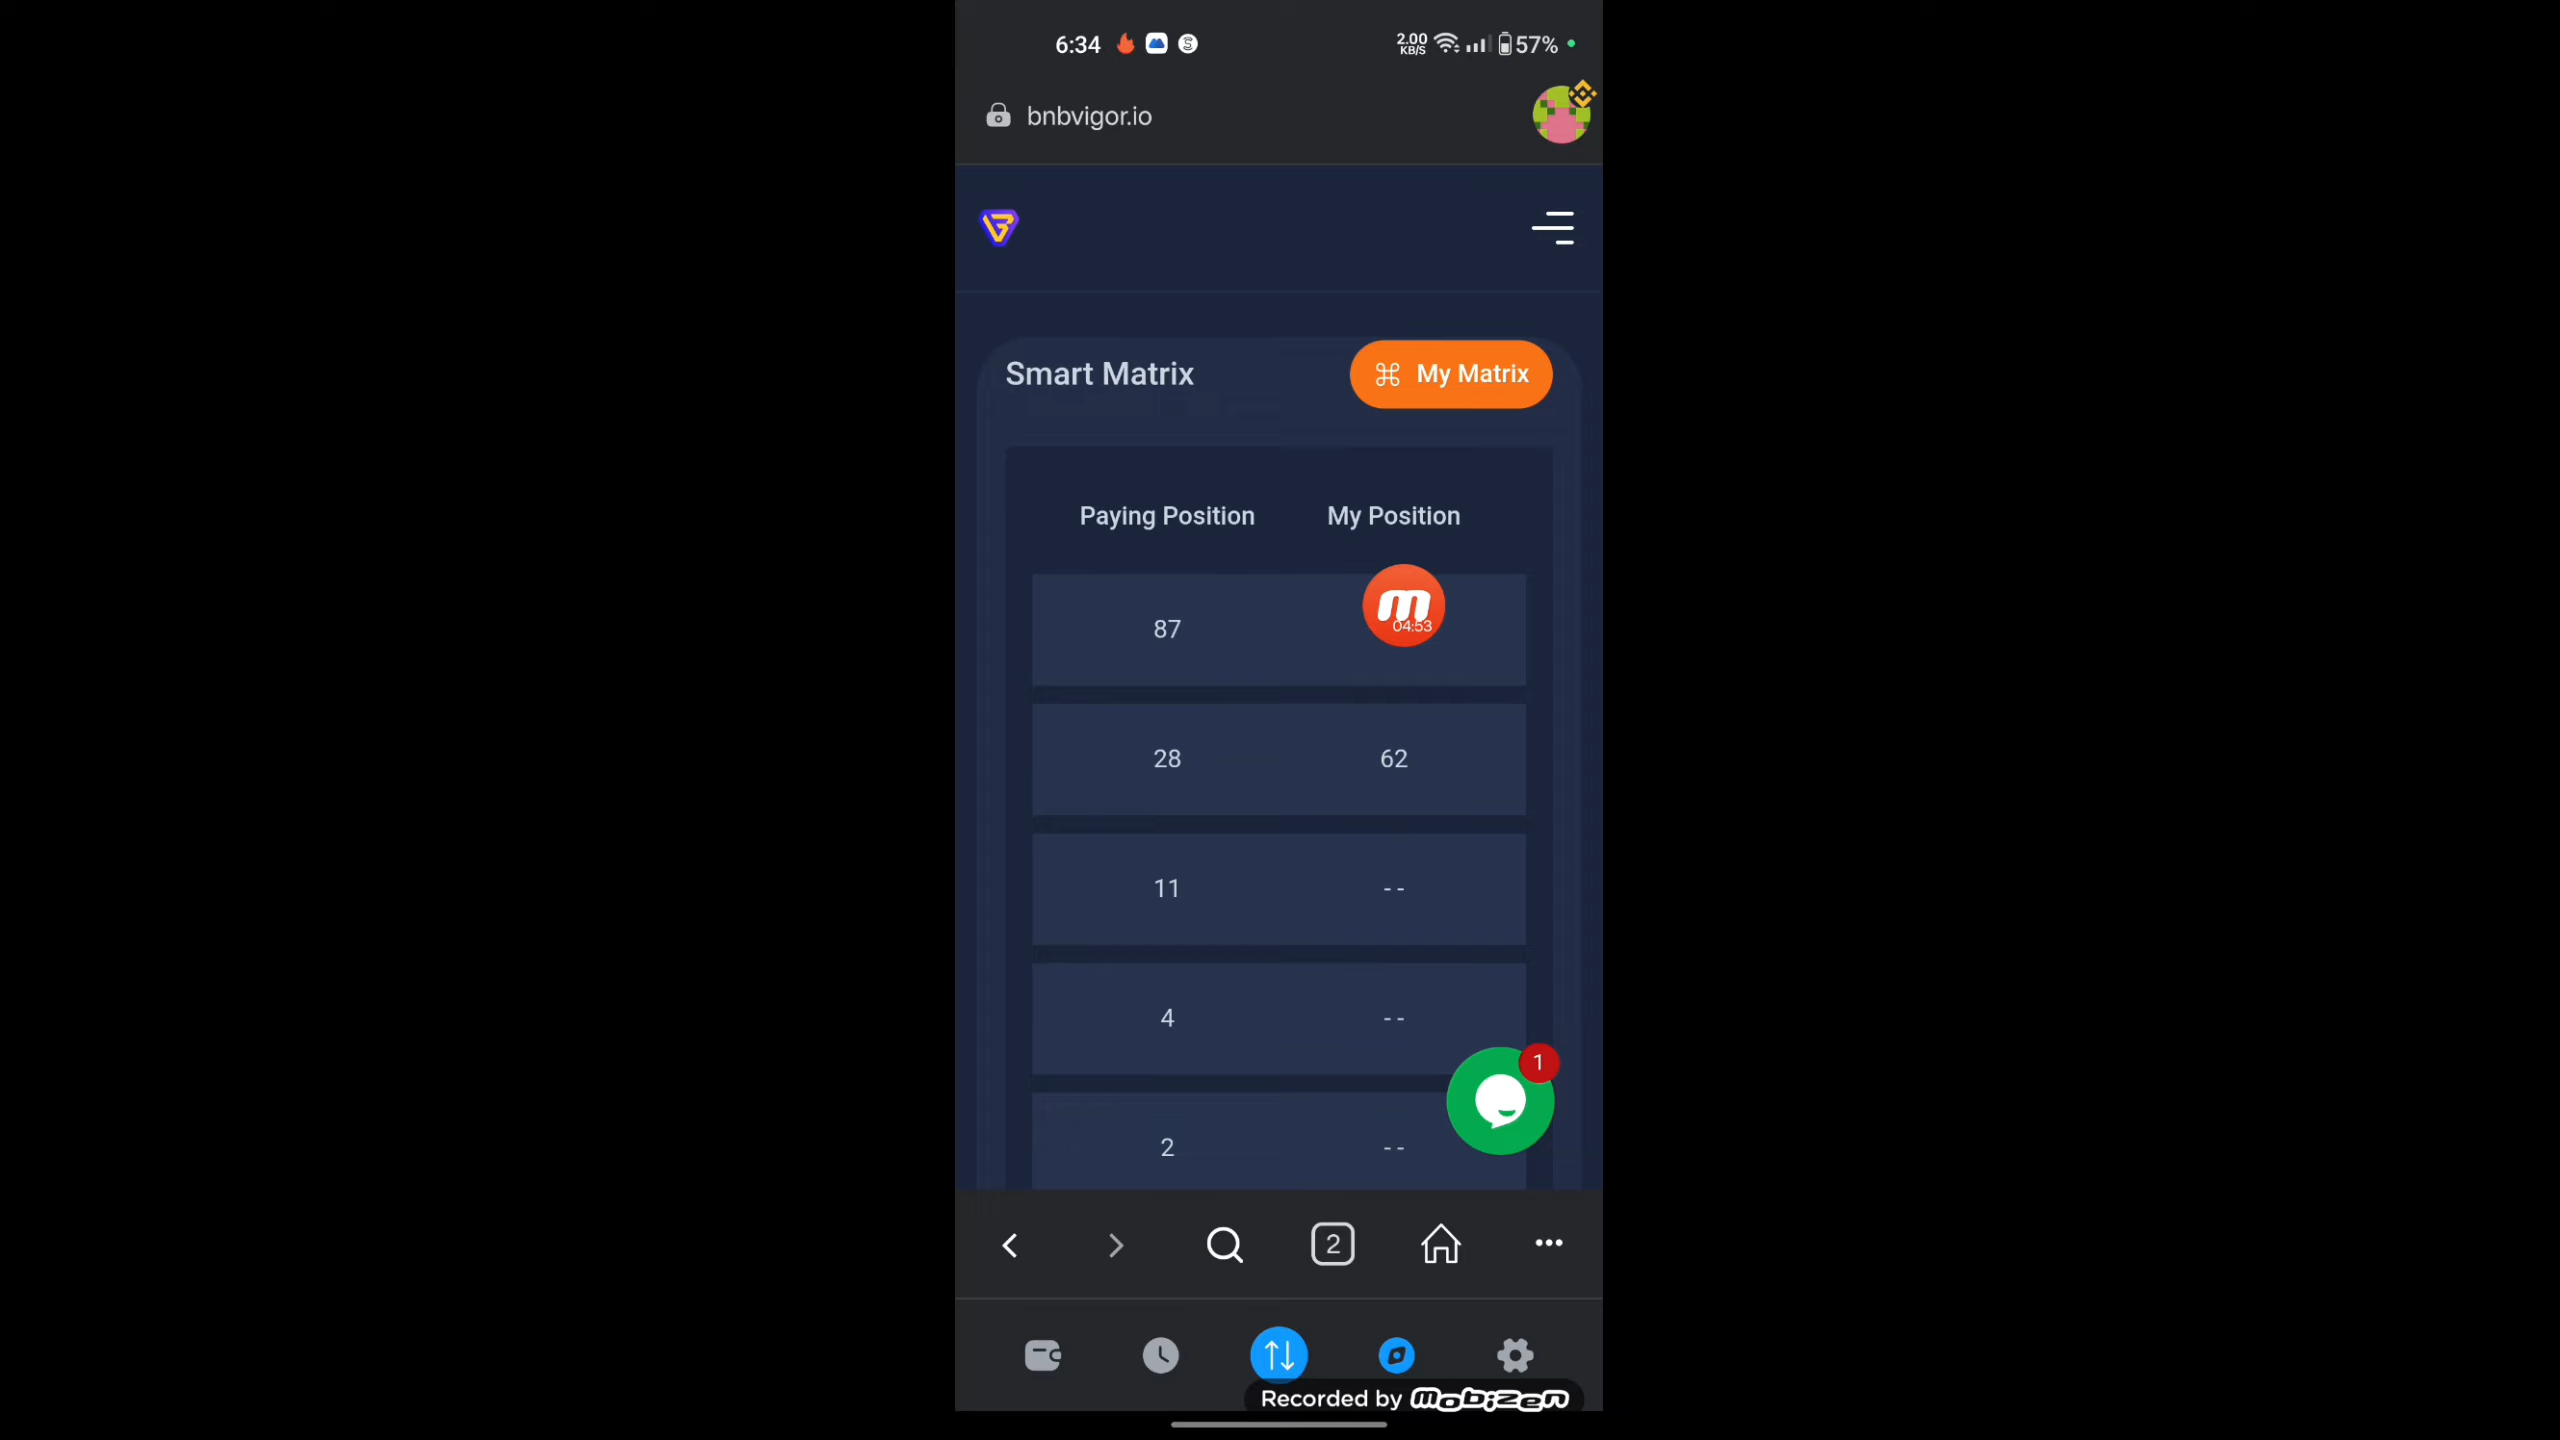 6:34 2.00 KB/S 57%
bnbvigor.io
Smart Matrix My Matrix
Paying Position My Position
87
m
04:53
28 62
11 --
4 --
1
2 --
2
Recorded by mobizen